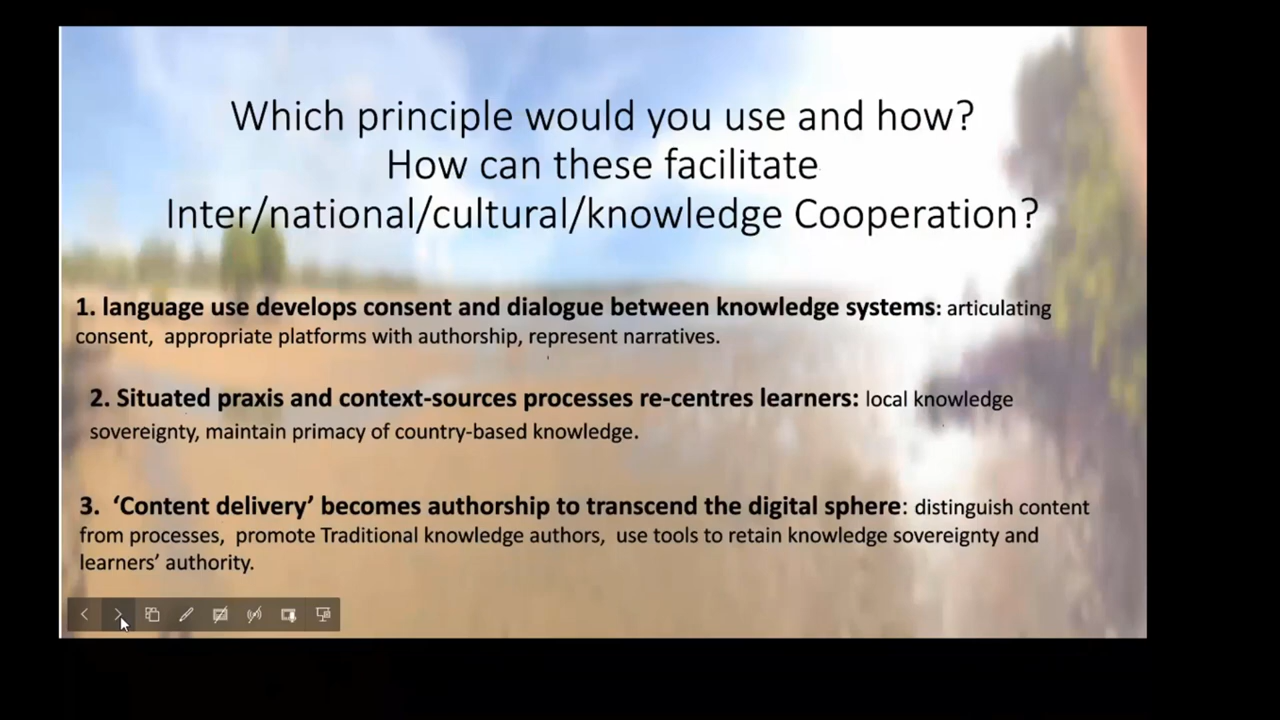 Which principle would you use and how?
How can these facilitate
Inter/national/cultural/knowledge Cooperation?
1. language use develops consent and dialogue between knowledge systems: articulating
consent, appropriate platforms with authorship, represent narratives.
2. Situated praxis and context-sources processes re-centres learners: local knowledge
sovereignty, maintain primacy of country-based knowledge.
3. ‘Content delivery’ becomes authorship to transcend the digital sphere: distinguish content
from processes, promote Traditional knowledge authors, use tools to retain knowledge sovereignty and
learners’ authority.